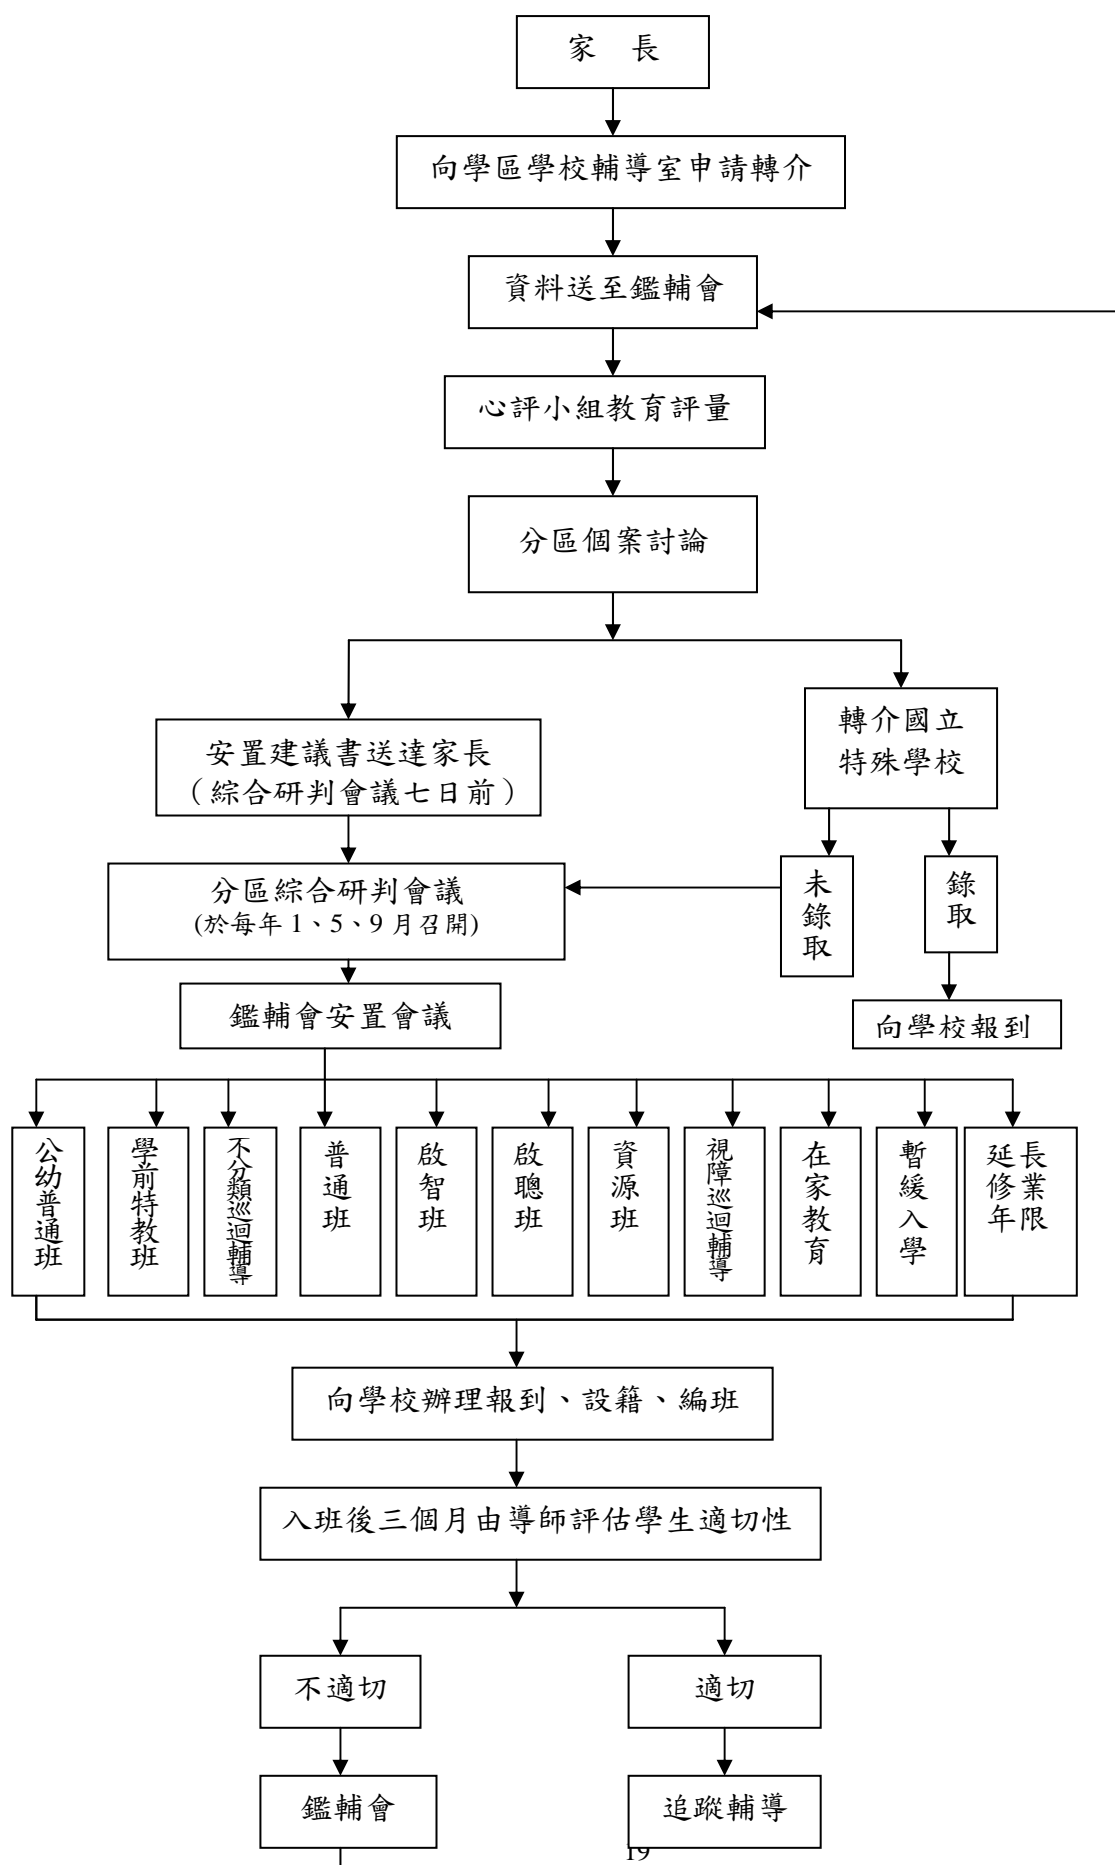 家 長
向學區學校輔導室申請轉介
資料送至鑑輔會
心評小組教育評量
分區個案討論
轉介國立
特殊學校
安置建議書送達家長
（綜合研判會議七日前）
未錄取
錄取
分區綜合研判會議
(於每年 1、5、9 月召開)
鑑輔會安置會議
向學校報到
公幼普通班
學前特教班
不分類巡迴輔導
普通班
啟智班
啟聰班
資源班
視障巡迴輔導
在家教育
暫緩入學
延長修業年限
向學校辦理報到、設籍、編班
入班後三個月由導師評估學生適切性
不適切
適切
鑑輔會
追蹤輔導
19